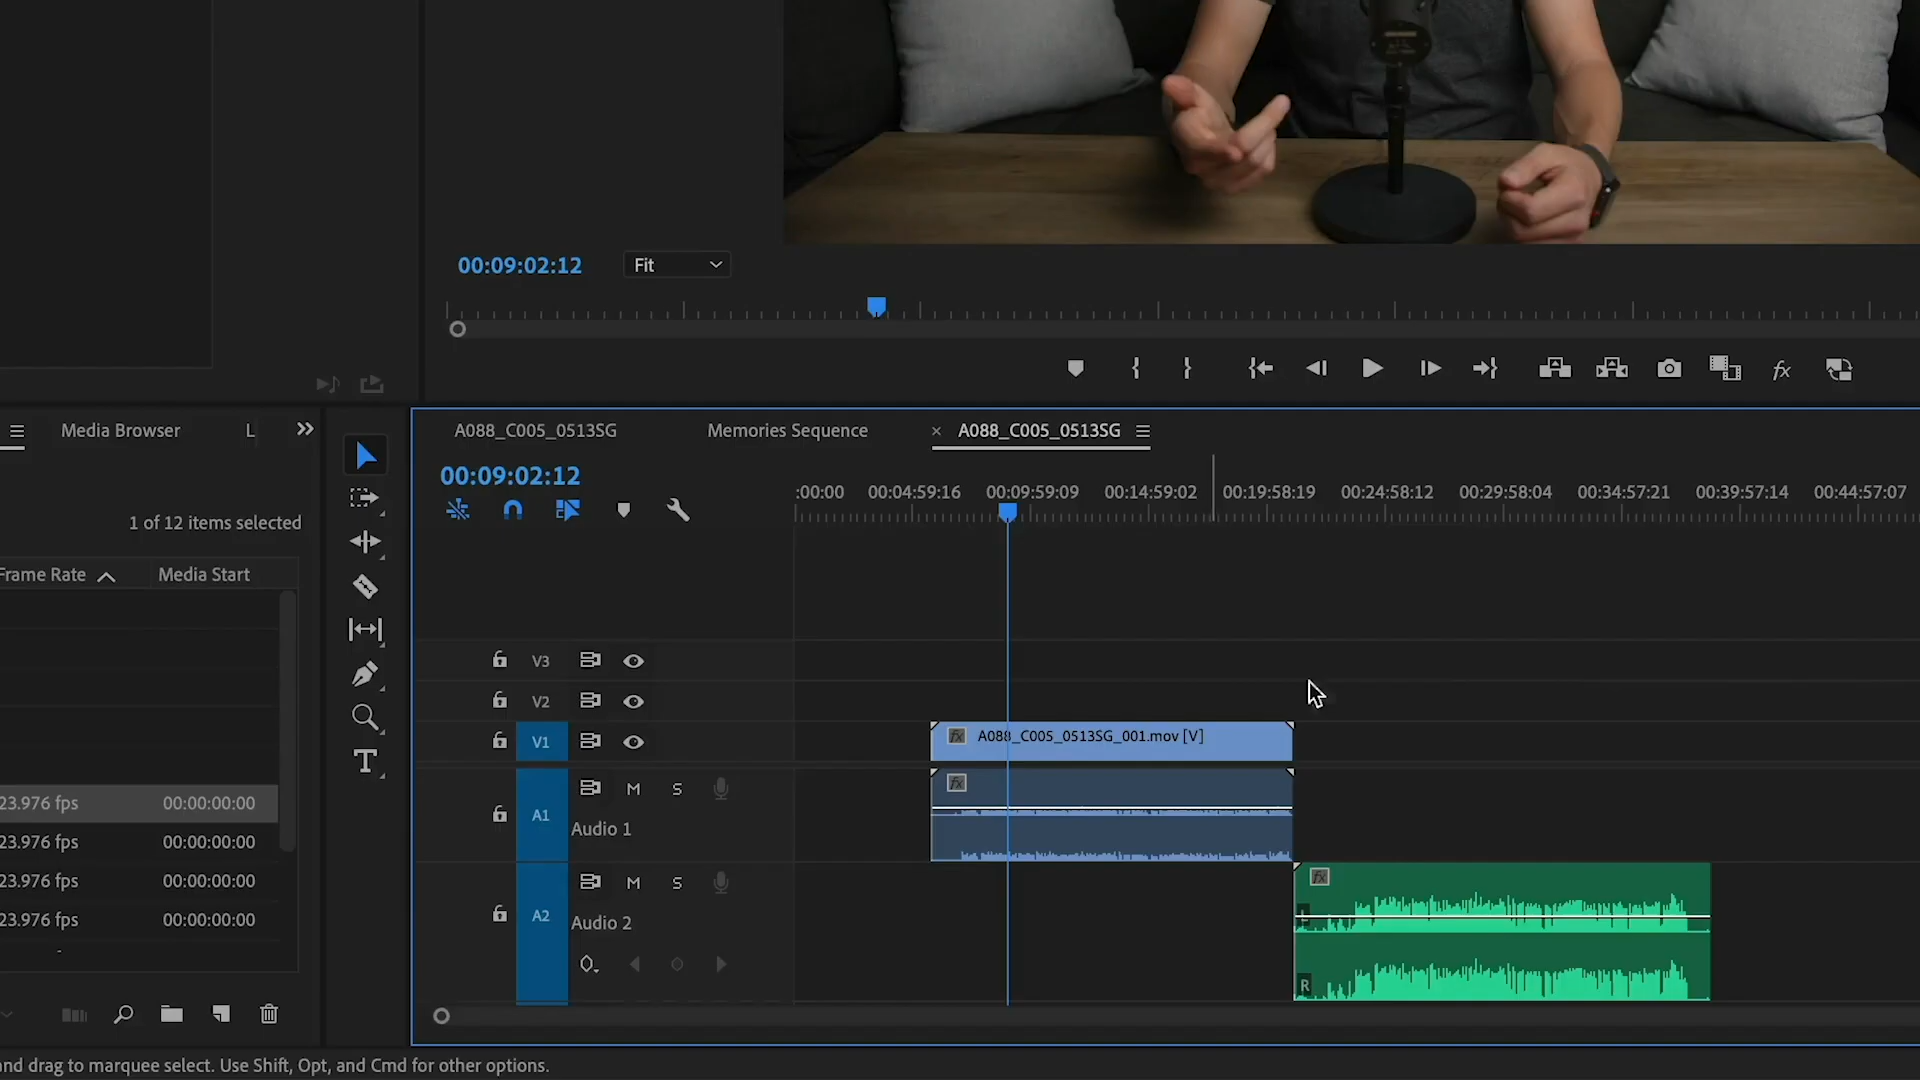 00:09:02:12
Fit
L
Media Browser
A088_C005_0513SG
Memories Sequence
× A088_C005_0513SG
00:09:02:12
:00:00 00:04:59:16 00:09:59:09 00:14:59:02 00:19:58:19 00:24:58:12 00:29:58:04 00:34:57:21 00:39:57:14 00:44:57:07
1 of 12 items selected
Frame Rate Media Start
23.976 fps 00:00:00:00
23.976 fps 00:00:00:00
23.976 fps 00:00:00:00
23.976 fps 00:00:00:00
T
V3
V2
V1
fx A088_C005_0513SG_001.mov [V]
A1 M S
Audio 1
fx
A2 M S
Audio 2
fx
L
R
fx
and drag to marquee select. Use Shift, Opt, and Cmd for other options.